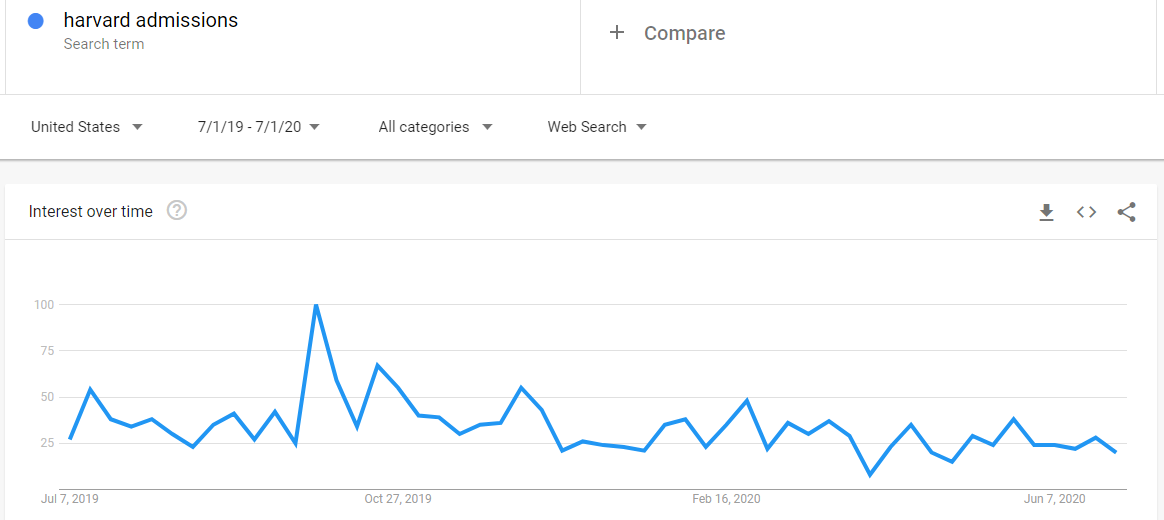 harvard admissions
Search term
+ Compare
United States
7/1/19 - 7/1/20
All categories
Web Search
Interest over time ?
100
75
50
25
Jul 7, 2019
Oct 27, 2019
Feb 16, 2020
Jun 7, 2020